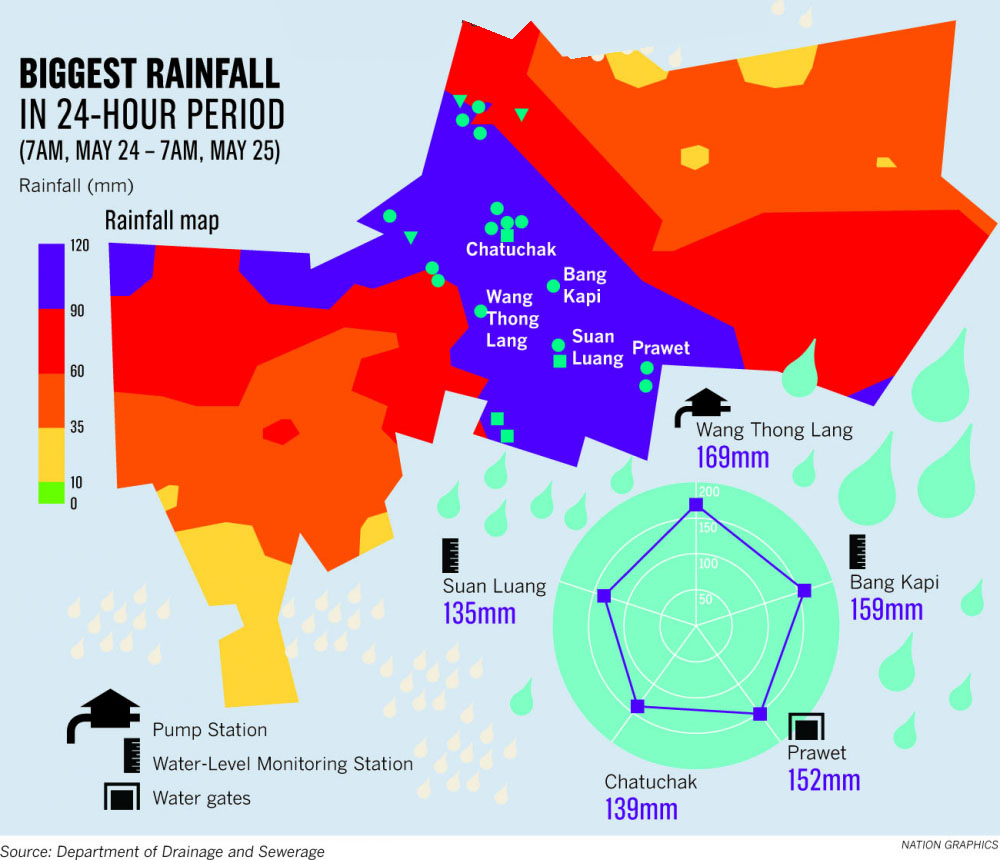 BIGGEST RAINFALL
IN 24-HOUR PERIOD
(7AM, MAY 24 – 7AM, MAY 25)
Rainfall (mm)
Rainfall map
120
90
60
35
10
0
Chatuchak
Bang
Kapi
Wang
Thong
Lang
Suan
Luang
Prawet
Wang Thong Lang
169mm
200
150
100
50
Suan Luang
135mm
Bang Kapi
159mm
Prawet
152mm
Chatuchak
139mm
Pump Station
Water-Level Monitoring Station
Water gates
Source: Department of Drainage and Sewerage
NATION GRAPHICS